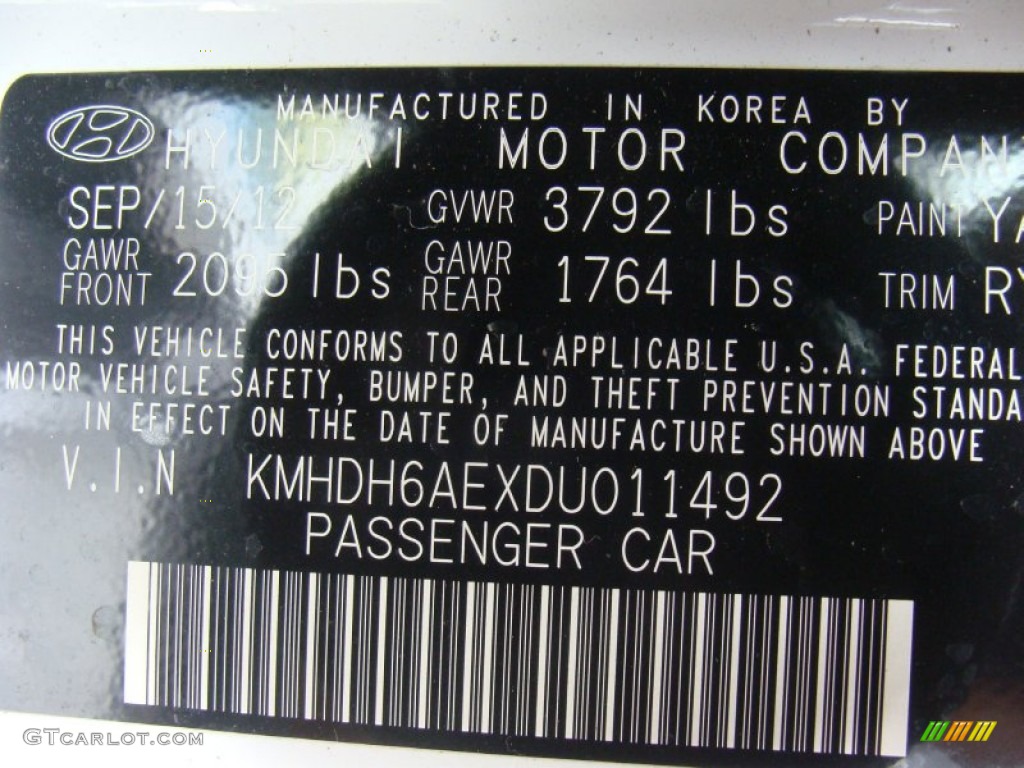 MANUFACTURED IN KOREA BY
HYUNDAI MOTOR COMPAN
SEP/15/12 GVWR 3792 lbs PAINT YA
GAWR FRONT 2095 lbs GAWR REAR 1764 lbs TRIM RY
THIS VEHICLE CONFORMS TO ALL APPLICABLE U.S.A. FEDERAL
MOTOR VEHICLE SAFETY, BUMPER, AND THEFT PREVENTION STANDA
IN EFFECT ON THE DATE OF MANUFACTURE SHOWN ABOVE
V.I.N KMHDH6AEXDU011492
PASSENGER CAR
GTcarlot.com